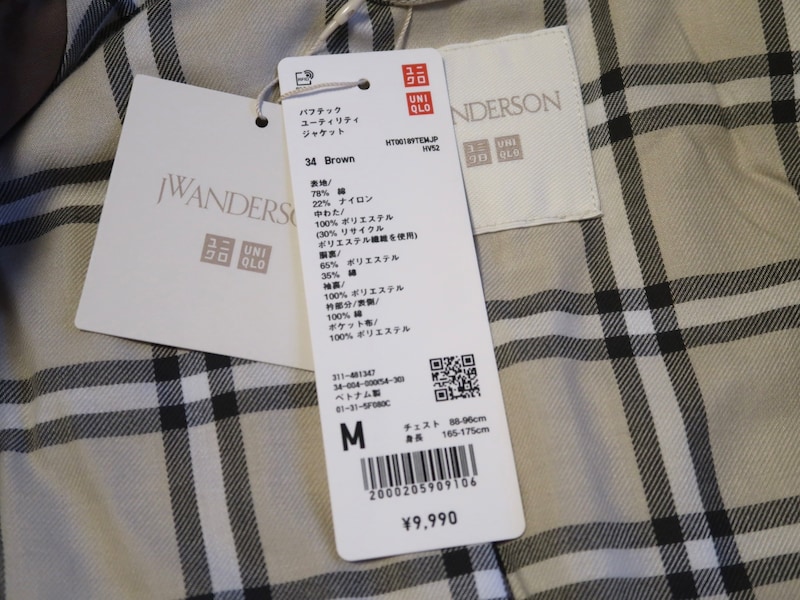 JWANDERSO
ユニ
クロ
UNI
QLO
ユニ
クロ
UNI
QLO
パフテック
ユーティリティ
ジャケット
HT00189TEMJP
HV52
34 Brown
表地/
78% 綿
22% ナイロン
中わた/
100% ポリエステル
(30% リサイクル
ポリエステル繊維を使用)
胴裏/
65% ポリエステル
35% 綿
袖裏/
100% ポリエステル
衿部分/表側/
100% 綿
ポケット布/
100% ポリエステル
311-481347
34-004-000(54-30)
ベトナム製
01-31-5F080C
M
チェスト 88-96cm
身長 165-175cm
2000205909106
¥9,990
NDERSON
ユニ
クロ
UNI
QLO